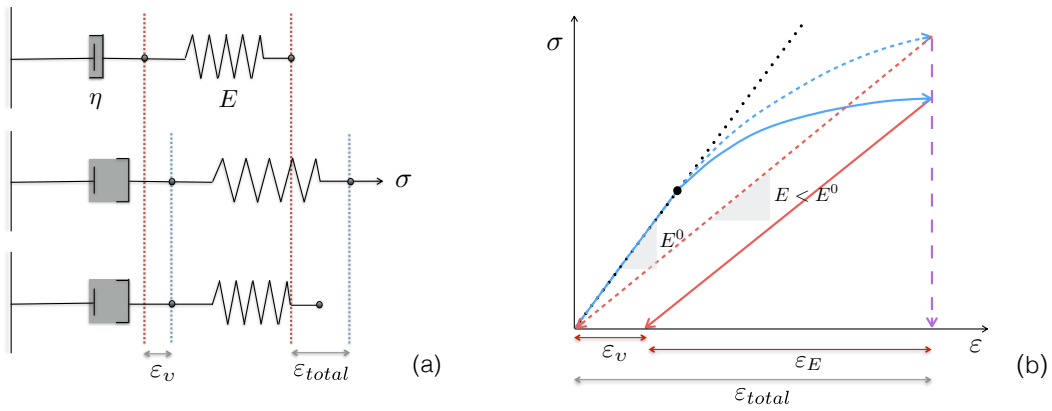 η
E
σ
ε_v
ε_total
(a)
σ
E < E^0
E^0
ε_v
ε_E
ε
ε_total
(b)